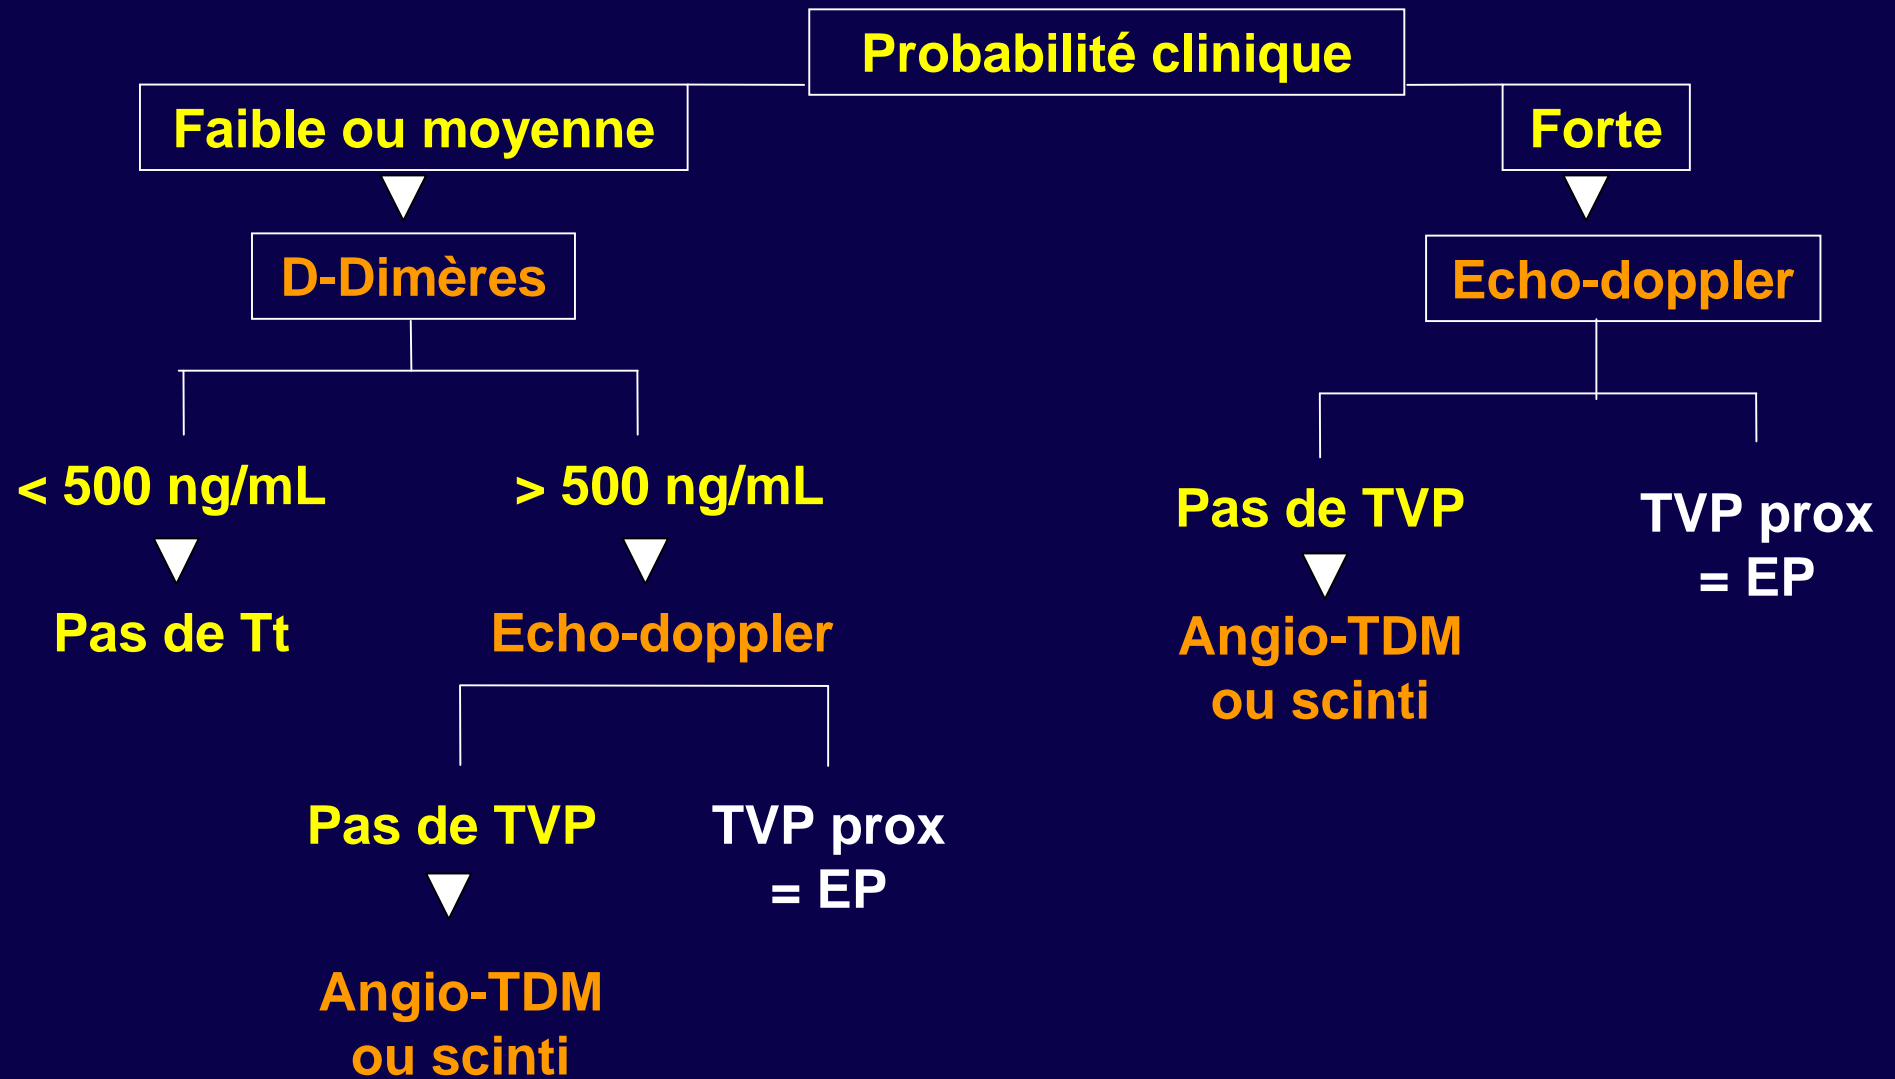 Probabilité clinique
Faible ou moyenne
Forte
D-Dimères
Echo-doppler
< 500 ng/mL
> 500 ng/mL
Pas de TVP
TVP prox
= EP
Pas de Tt
Echo-doppler
Angio-TDM
ou scinti
Pas de TVP
TVP prox
= EP
Angio-TDM
ou scinti